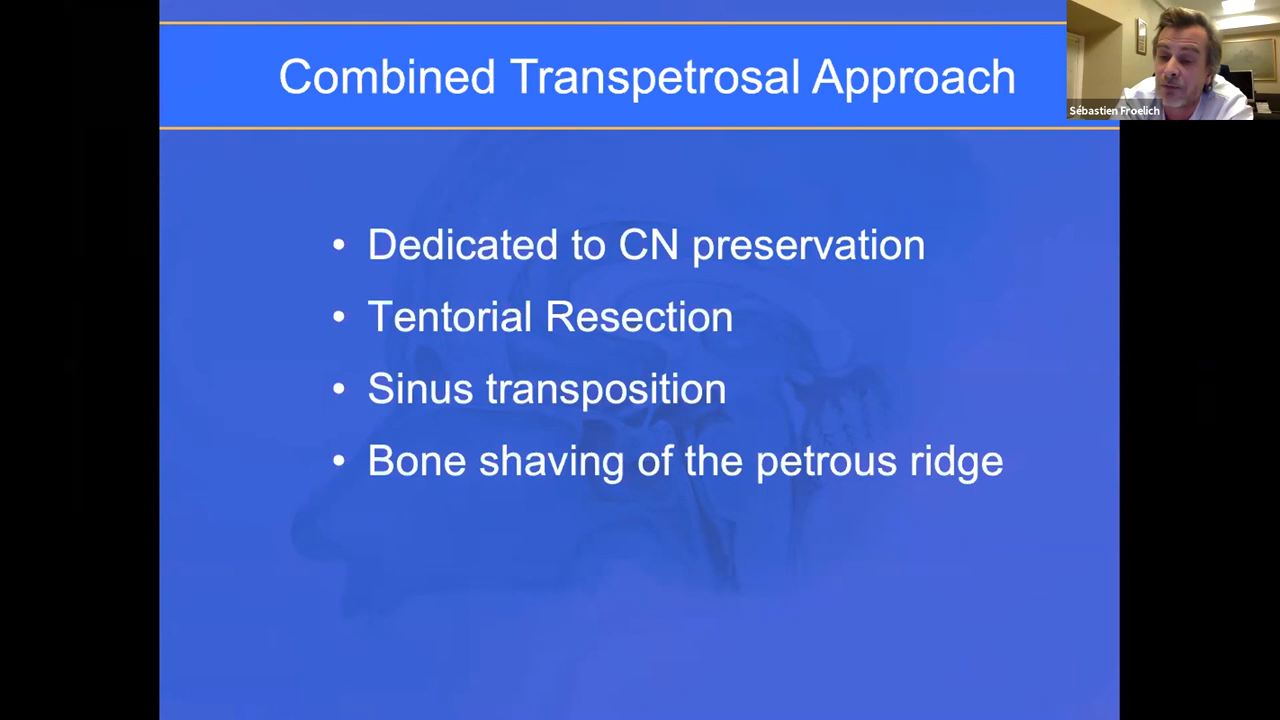 Combined Transpetrosal Approach
Sébastien Froelich
• Dedicated to CN preservation
• Tentorial Resection
• Sinus transposition
• Bone shaving of the petrous ridge